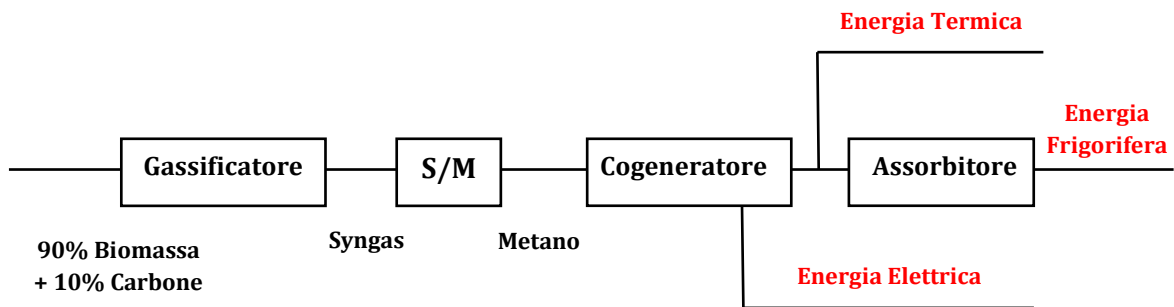 Energia Termica
Energia
Frigorifera
Gassificatore
S/M
Cogeneratore
Assorbitore
90% Biomassa
+ 10% Carbone
Syngas
Metano
Energia Elettrica